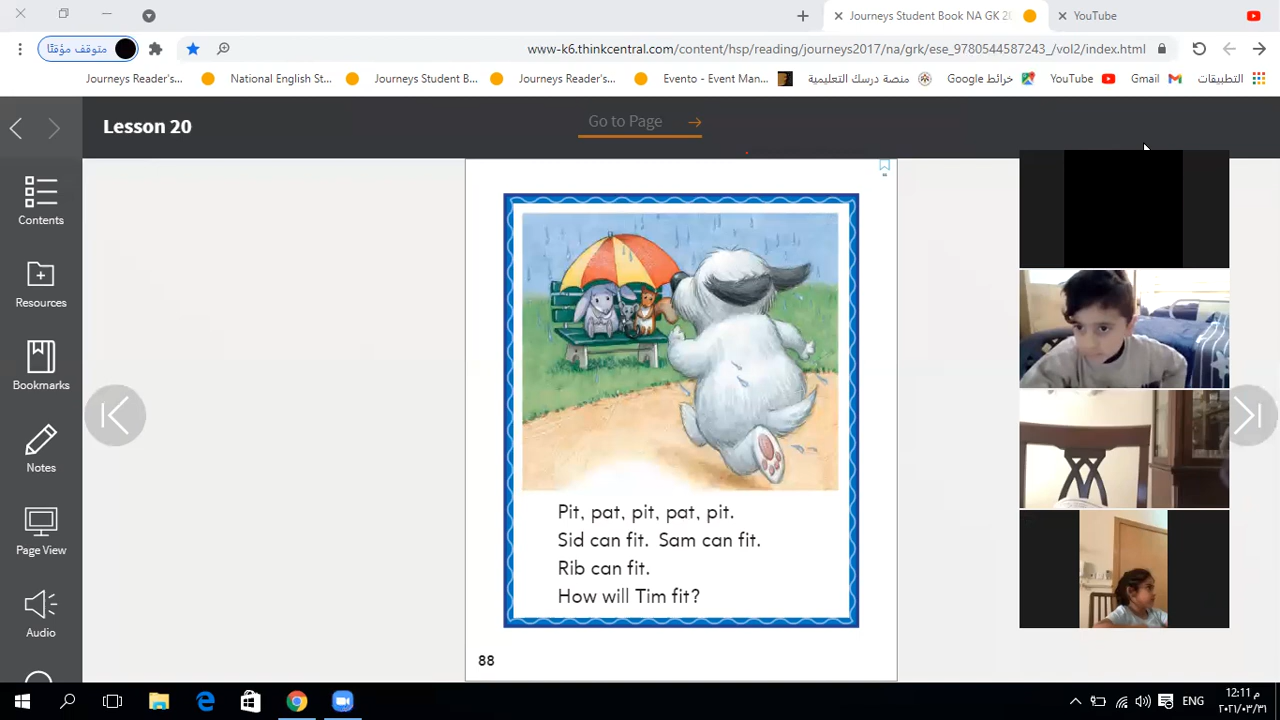 Journeys Student Book NA GK 20
YouTube
متوقف مؤقتًا
www-k6.thinkcentral.com/content/hsp/reading/journeys2017/na/grk/ese_9780544587243_/vol2/index.html
Journeys Reader's...
National English St...
Journeys Student B...
Journeys Reader's...
Evento - Event Man...
منصة درسك التعليمية
خرائط Google
YouTube
Gmail
التطبيقات
Lesson 20
Go to Page
Contents
Resources
Bookmarks
Notes
Page View
Audio
Pit, pat, pit, pat, pit.
Sid can fit. Sam can fit.
Rib can fit.
How will Tim fit?
88
ENG
12:11 م
٢٠٢١/٠٣/٣١